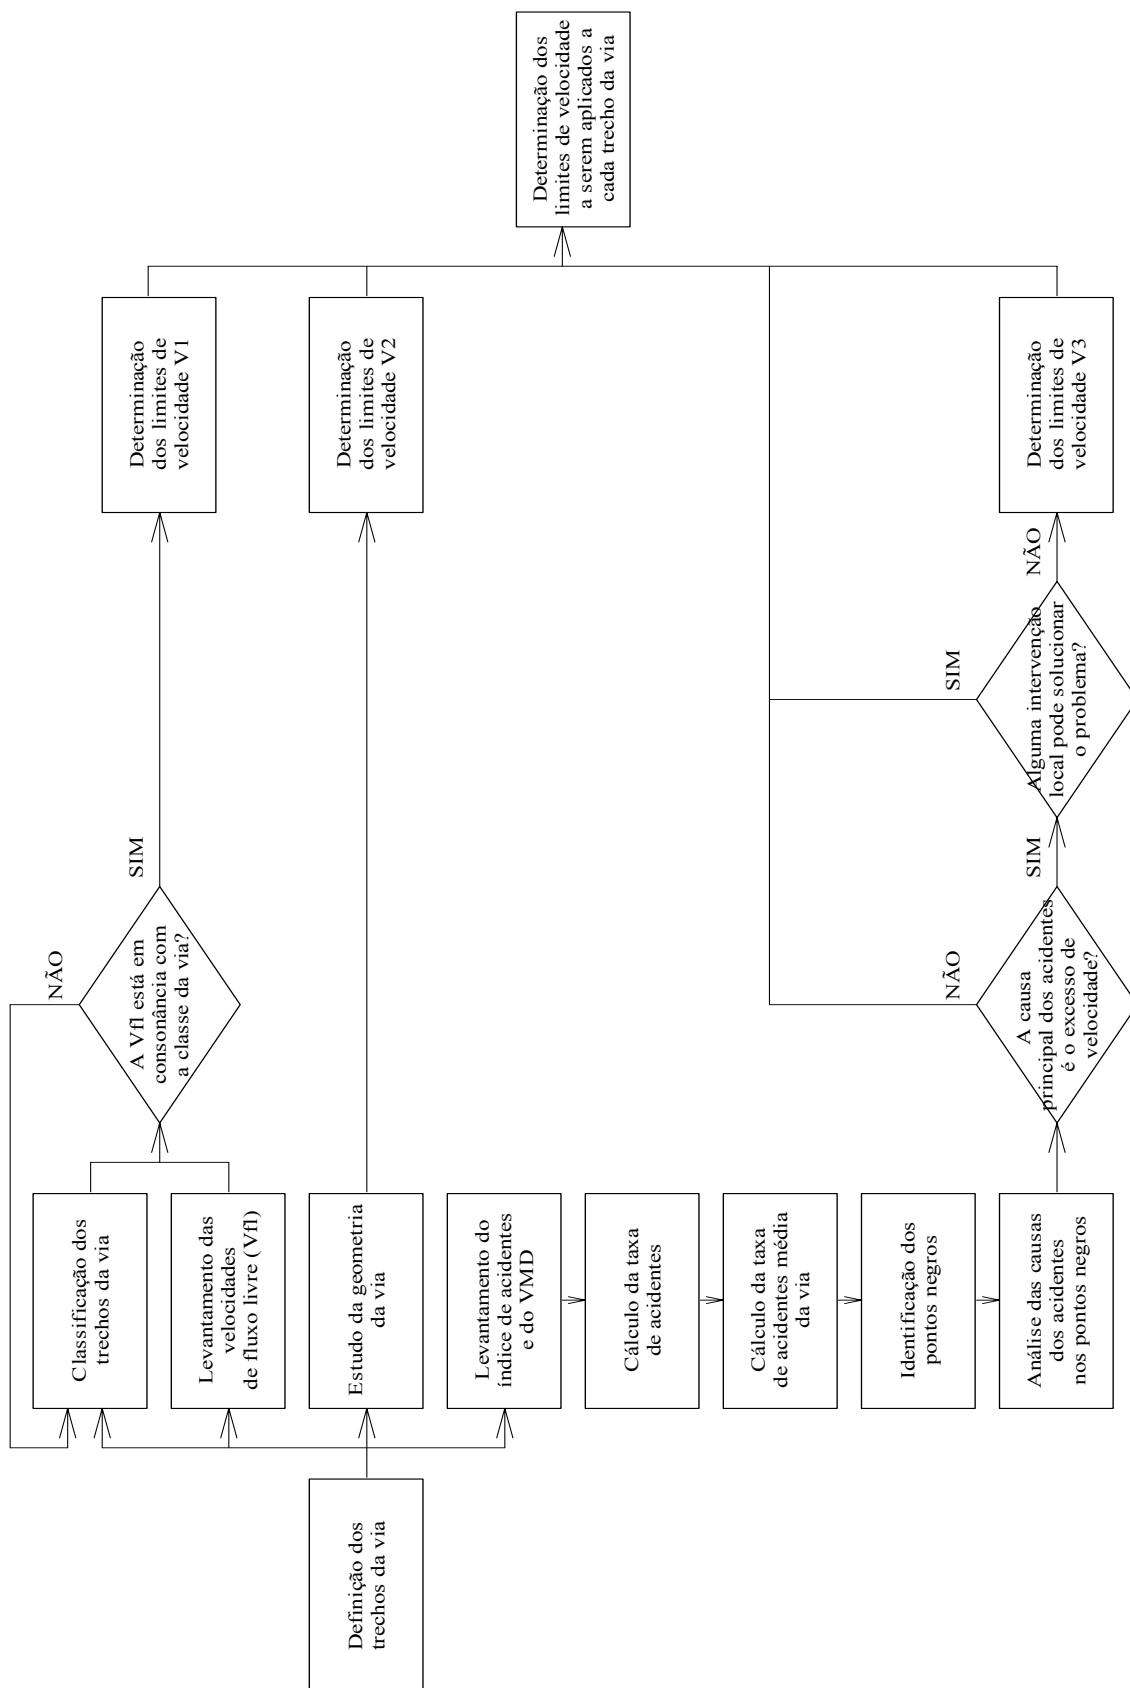 Definição dos
trechos da via
Classificação dos
trechos da via
Levantamento das
velocidades
de fluxo livre (Vfl)
Estudo da geometria
da via
Levantamento do
índice de acidentes
e do VMD
Cálculo da taxa
de acidentes
Cálculo da taxa
de acidentes média
da via
Identificação dos
pontos negros
Análise das causas
dos acidentes
nos pontos negros
NÃO
A Vfl está em
consonância com
a classe da via?
SIM
NÃO
A causa
principal dos acidentes
é o excesso de
velocidade?
SIM
SIM
Alguma intervenção
local pode solucionar
o problema?
NÃO
Determinação
dos limites de
velocidade V1
Determinação
dos limites de
velocidade V2
Determinação
dos limites de
velocidade V3
Determinação dos
limites de velocidade
a serem aplicados a
cada trecho da via